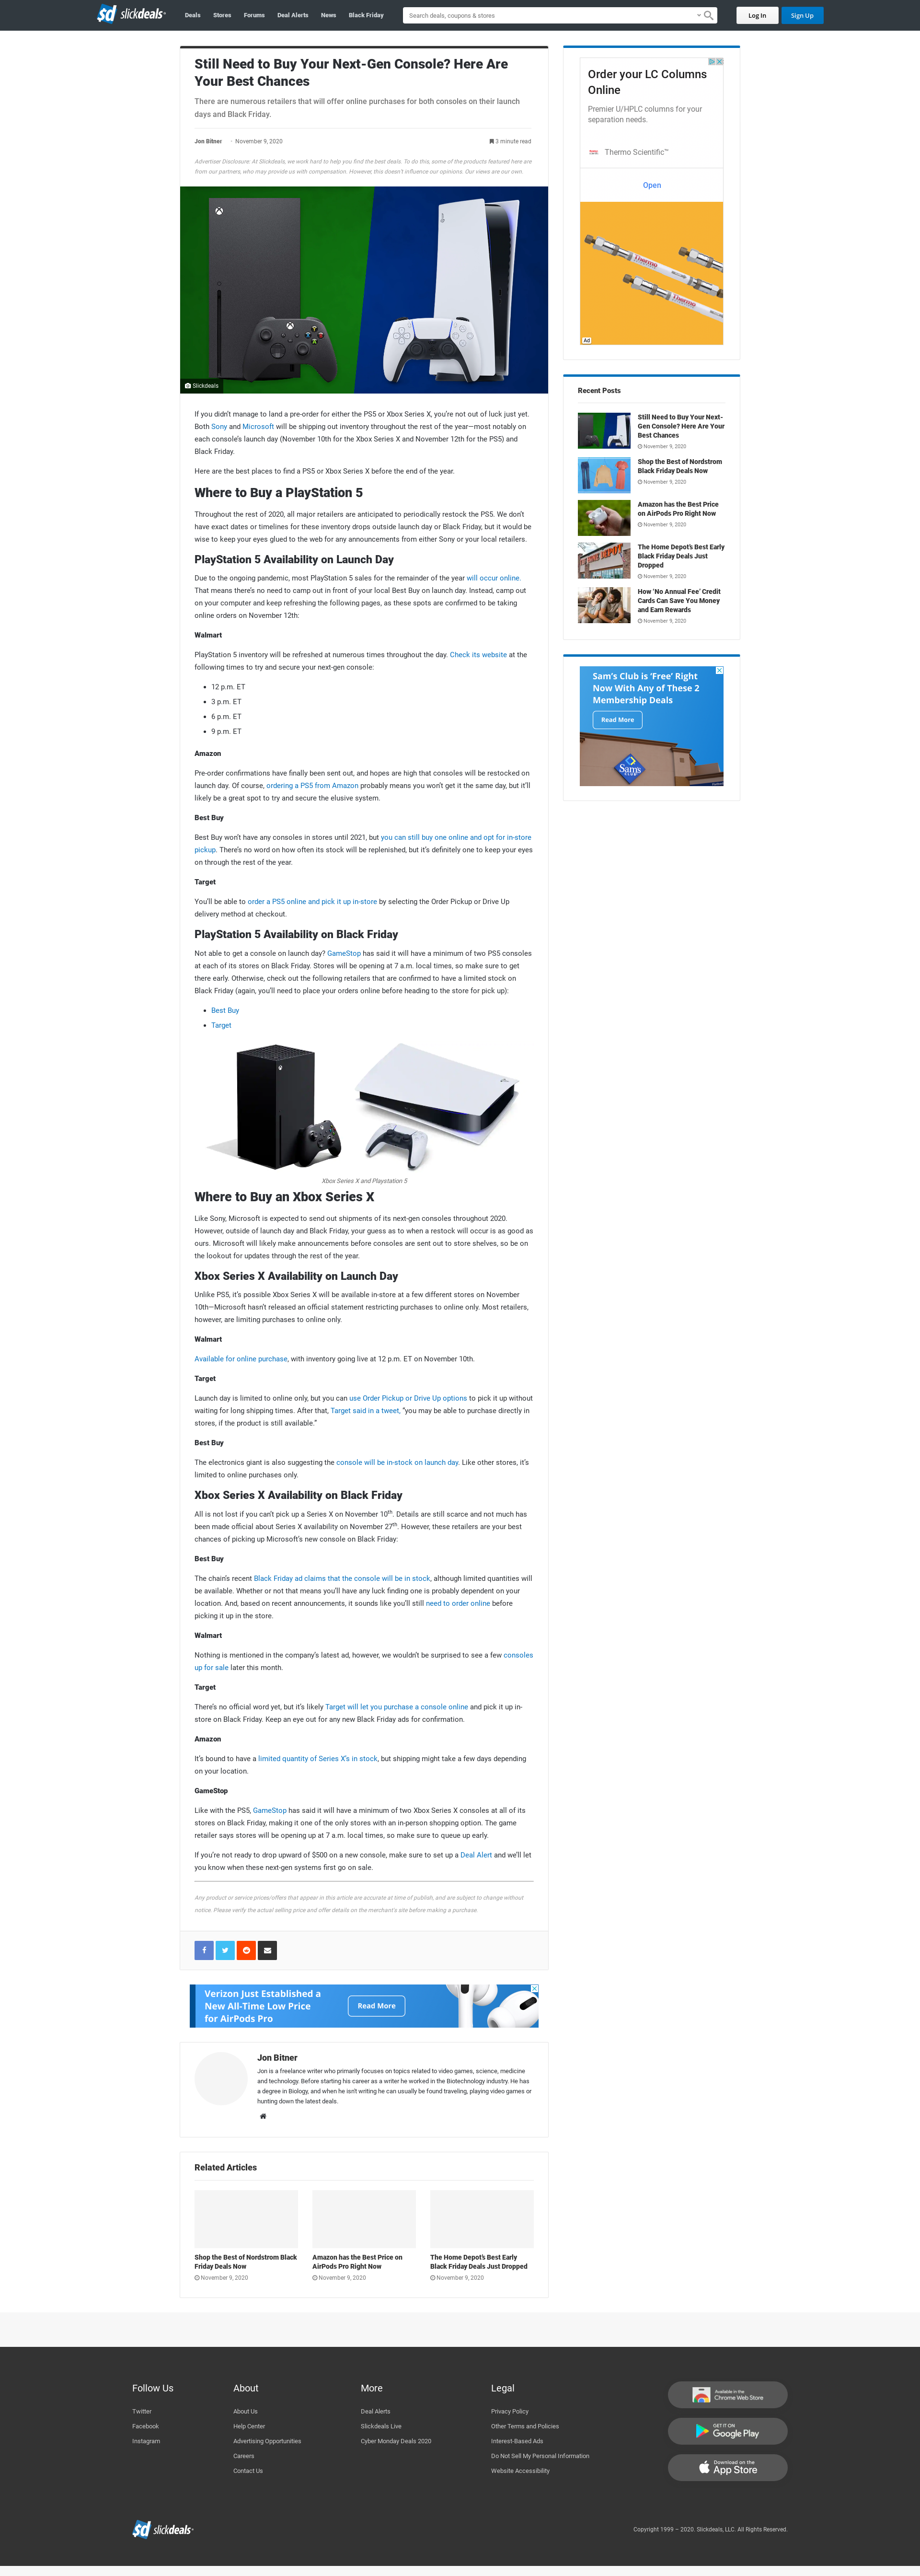 slickdeals
Deals
Stores
Forums
Deal Alerts
News
Black Friday
Search deals, coupons & stores
Log In
Sign Up
Still Need to Buy Your Next-Gen Console? Here Are
Your Best Chances
There are numerous retailers that will offer online purchases for both consoles on their launch
days and Black Friday.
Jon Bitner · November 9, 2020
3 minute read
Advertiser Disclosure: At Slickdeals, we work hard to help you find the best deals. To do this, some of the products featured here are
from our partners, who may provide us with compensation. However, this doesn't influence our opinions. Our views are our own.
Slickdeals
If you didn't manage to land a pre-order for either the PS5 or Xbox Series X, you're not out of luck just yet.
Both Sony and Microsoft will be shipping out inventory throughout the rest of the year—most notably on
each console's launch day (November 10th for the Xbox Series X and November 12th for the PS5) and
Black Friday.
Here are the best places to find a PS5 or Xbox Series X before the end of the year.
Where to Buy a PlayStation 5
Throughout the rest of 2020, all major retailers are anticipated to periodically restock the PS5. We don't
have exact dates or timelines for these inventory drops outside launch day or Black Friday, but it would be
wise to keep your eyes glued to the web for any announcements from either Sony or your local retailers.
PlayStation 5 Availability on Launch Day
Due to the ongoing pandemic, most PlayStation 5 sales for the remainder of the year will occur online.
That means there's no need to camp out in front of your local Best Buy on launch day. Instead, camp out
on your computer and keep refreshing the following pages, as these spots are confirmed to be taking
online orders on November 12th:
Walmart
PlayStation 5 inventory will be refreshed at numerous times throughout the day. Check its website at the
following times to try and secure your next-gen console:
• 12 p.m. ET
• 3 p.m. ET
• 6 p.m. ET
• 9 p.m. ET
Amazon
Pre-order confirmations have finally been sent out, and hopes are high that consoles will be restocked on
launch day. Of course, ordering a PS5 from Amazon probably means you won't get it the same day, but it'll
likely be a great spot to try and secure the elusive system.
Best Buy
Best Buy won't have any consoles in stores until 2021, but you can still buy one online and opt for in-store
pickup. There's no word on how often its stock will be replenished, but it's definitely one to keep your eyes
on through the rest of the year.
Target
You'll be able to order a PS5 online and pick it up in-store by selecting the Order Pickup or Drive Up
delivery method at checkout.
PlayStation 5 Availability on Black Friday
Not able to get a console on launch day? GameStop has said it will have a minimum of two PS5 consoles
at each of its stores on Black Friday. Stores will be opening at 7 a.m. local times, so make sure to get
there early. Otherwise, check out the following retailers that are confirmed to have a limited stock on
Black Friday (again, you'll need to place your orders online before heading to the store for pick up):
• Best Buy
• Target
Xbox Series X and Playstation 5
Where to Buy an Xbox Series X
Like Sony, Microsoft is expected to send out shipments of its next-gen consoles throughout 2020.
However, outside of launch day and Black Friday, your guess as to when a restock will occur is as good as
ours. Microsoft will likely make announcements before consoles are sent out to store shelves, so be on
the lookout for updates through the rest of the year.
Xbox Series X Availability on Launch Day
Unlike PS5, it's possible Xbox Series X will be available in-store at a few different stores on November
10th—Microsoft hasn't released an official statement restricting purchases to online only. Most retailers,
however, are limiting purchases to online only.
Walmart
Available for online purchase, with inventory going live at 12 p.m. ET on November 10th.
Target
Launch day is limited to online only, but you can use Order Pickup or Drive Up options to pick it up without
waiting for long shipping times. After that, Target said in a tweet, "you may be able to purchase directly in
stores, if the product is still available."
Best Buy
The electronics giant is also suggesting the console will be in-stock on launch day. Like other stores, it's
limited to online purchases only.
Xbox Series X Availability on Black Friday
All is not lost if you can't pick up a Series X on November 10th. Details are still scarce and not much has
been made official about Series X availability on November 27th. However, these retailers are your best
chances of picking up Microsoft's new console on Black Friday:
Best Buy
The chain's recent Black Friday ad claims that the console will be in stock, although limited quantities will
be available. Whether or not that means you'll have any luck finding one is probably dependent on your
location. And, based on recent announcements, it sounds like you'll still need to order online before
picking it up in the store.
Walmart
Nothing is mentioned in the company's latest ad, however, we wouldn't be surprised to see a few consoles
up for sale later this month.
Target
There's no official word yet, but it's likely Target will let you purchase a console online and pick it up in-
store on Black Friday. Keep an eye out for any new Black Friday ads for confirmation.
Amazon
It's bound to have a limited quantity of Series X's in stock, but shipping might take a few days depending
on your location.
GameStop
Like with the PS5, GameStop has said it will have a minimum of two Xbox Series X consoles at all of its
stores on Black Friday, making it one of the only stores with an in-person shopping option. The game
retailer says stores will be opening up at 7 a.m. local times, so make sure to queue up early.
If you're not ready to drop upward of $500 on a new console, make sure to set up a Deal Alert and we'll let
you know when these next-gen systems first go on sale.
Any product or service prices/offers that appear in this article are accurate at time of publish, and are subject to change without
notice. Please verify the actual selling price and offer details on the merchant's site before making a purchase.
Verizon Just Established a
New All-Time Low Price
for AirPods Pro
Read More
Jon Bitner
Jon is a freelance writer who primarily focuses on topics related to video games, science, medicine
and technology. Before starting his career as a writer he worked in the Biotechnology industry. He has
a degree in Biology, and when he isn't writing he can usually be found traveling, playing video games or
hunting down the latest deals.
Related Articles
Shop the Best of Nordstrom Black
Friday Deals Now
November 9, 2020
Amazon has the Best Price on
AirPods Pro Right Now
November 9, 2020
The Home Depot's Best Early
Black Friday Deals Just Dropped
November 9, 2020
Order your LC Columns
Online
Premier U/HPLC columns for your
separation needs.
Thermo Scientific™
Open
Ad
Recent Posts
Still Need to Buy Your Next-
Gen Console? Here Are Your
Best Chances
November 9, 2020
Shop the Best of Nordstrom
Black Friday Deals Now
November 9, 2020
Amazon has the Best Price
on AirPods Pro Right Now
November 9, 2020
The Home Depot's Best Early
Black Friday Deals Just
Dropped
November 9, 2020
How 'No Annual Fee' Credit
Cards Can Save You Money
and Earn Rewards
November 9, 2020
Sam's Club is 'Free' Right
Now With Any of These 2
Membership Deals
Read More
Sam's
Follow Us
Twitter
Facebook
Instagram
About
About Us
Help Center
Advertising Opportunities
Careers
Contact Us
More
Deal Alerts
Slickdeals Live
Cyber Monday Deals 2020
Legal
Privacy Policy
Other Terms and Policies
Interest-Based Ads
Do Not Sell My Personal Information
Website Accessibility
Available in the
Chrome Web Store
GET IT ON
Google Play
Download on the
App Store
slickdeals
Copyright 1999 – 2020. Slickdeals, LLC. All Rights Reserved.